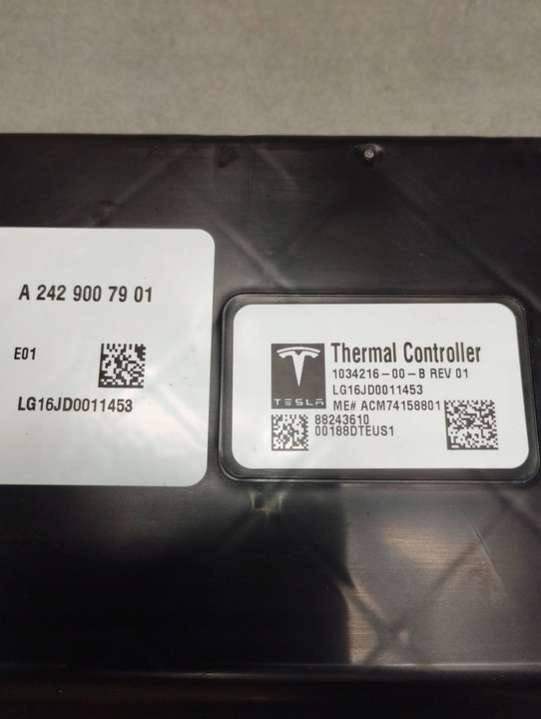 A 242 900 79 01
E01
LG16JD0011453
TESLA
Thermal Controller
1034216-00-B REV 01
LG16JD0011453
ME# ACM74158801
88243610
00188DTEUS1